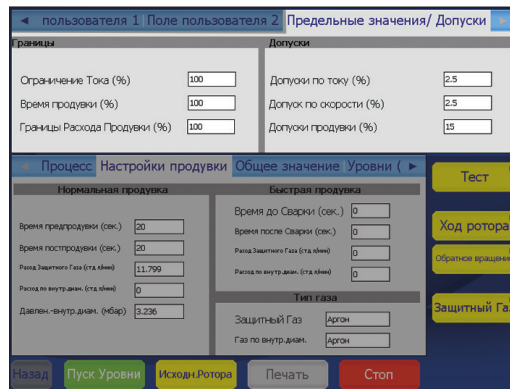 ◄ пользователя 1 Поле пользователя 2 Предельные значения/ Допуски ►
Границы
Допуски
Ограничение Тока (%) 100
Допуски по току (%) 2.5
Время продувки (%) 100
Допуск по скорости (%) 2.5
Границы Расхода Продувки (%) 100
Допуски продувки (%) 15
◄ Процесс Настройки продувки Общее значение Уровни ( ►
Тест
Нормальная продувка
Быстрая продувка
Время до Сварки (сек.) 0
Время предпродувки (сек.) 20
Время после Сварки (сек.) 0
Ход ротора
Время постпродувки (сек.) 20
Расход Защитного Газа (стд л/мин) 0
Расход Защитного Газа (стд л/мин) 11.799
Обратное вращение
Расход по внутр.диам. (стд л/мин) 0
Расход по внутр.диам. (стд л/мин) 0
Тип газа
Давлен.-внутр.диам. (мбар) 3.236
Защитный Газ Аргон
Защитный Га
Газ по внутр.диам. Аргон
Назад
Пуск Уровни
Исходн.Ротора
Печать
Стоп